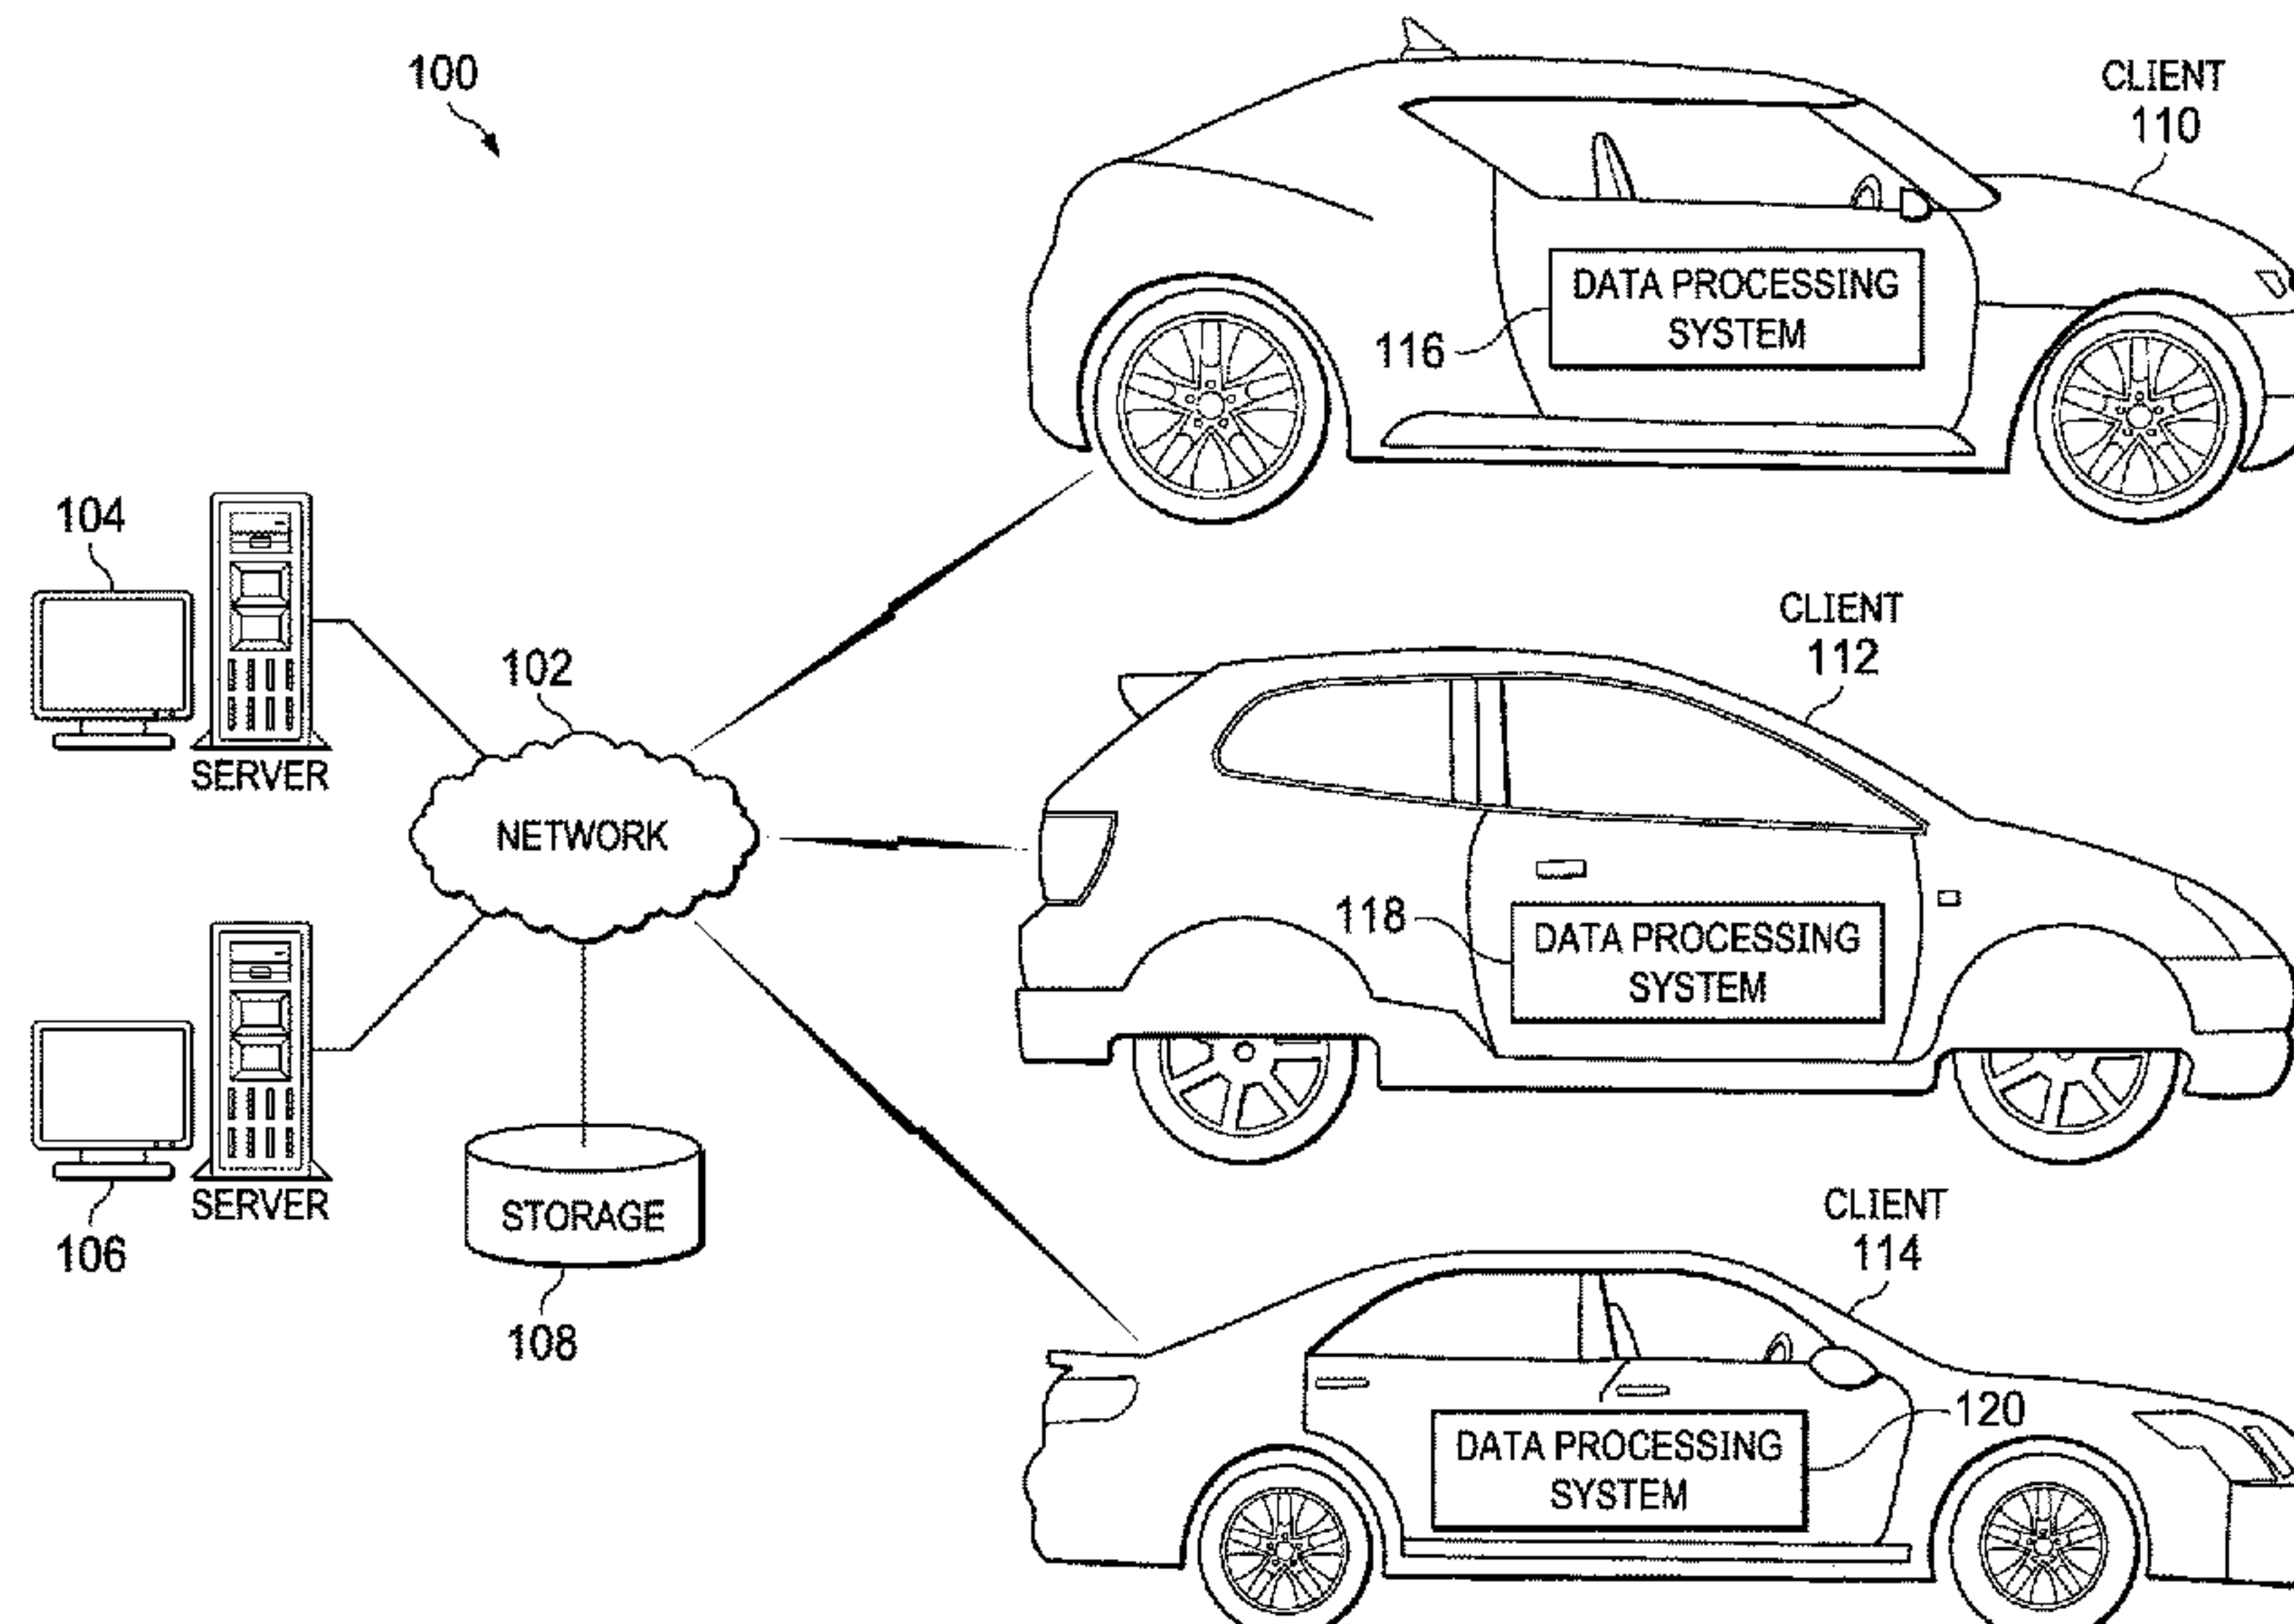 100
CLIENT
110
DATA PROCESSING
SYSTEM
116
104
SERVER
102
NETWORK
CLIENT
112
118
DATA PROCESSING
SYSTEM
SERVER
106
STORAGE
108
CLIENT
114
120
DATA PROCESSING
SYSTEM